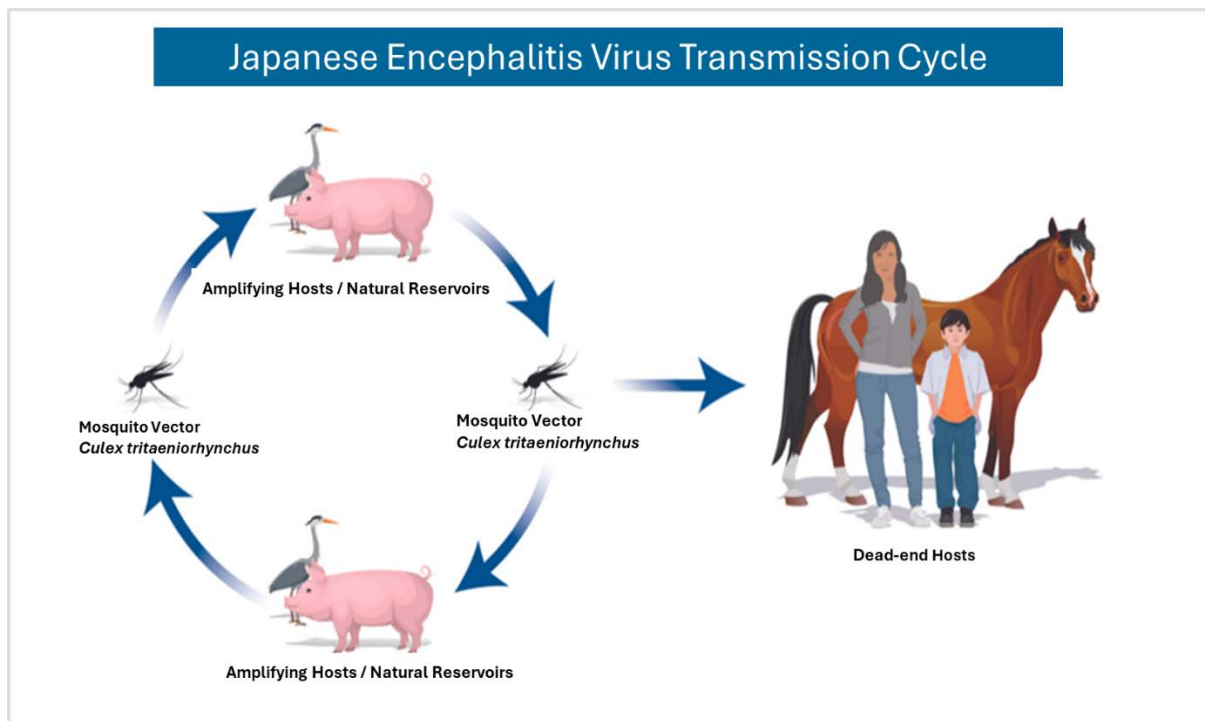 Japanese Encephalitis Virus Transmission Cycle
Amplifying Hosts / Natural Reservoirs
Mosquito Vector
Culex tritaeniorhynchus
Mosquito Vector
Culex tritaeniorhynchus
Dead-end Hosts
Amplifying Hosts / Natural Reservoirs